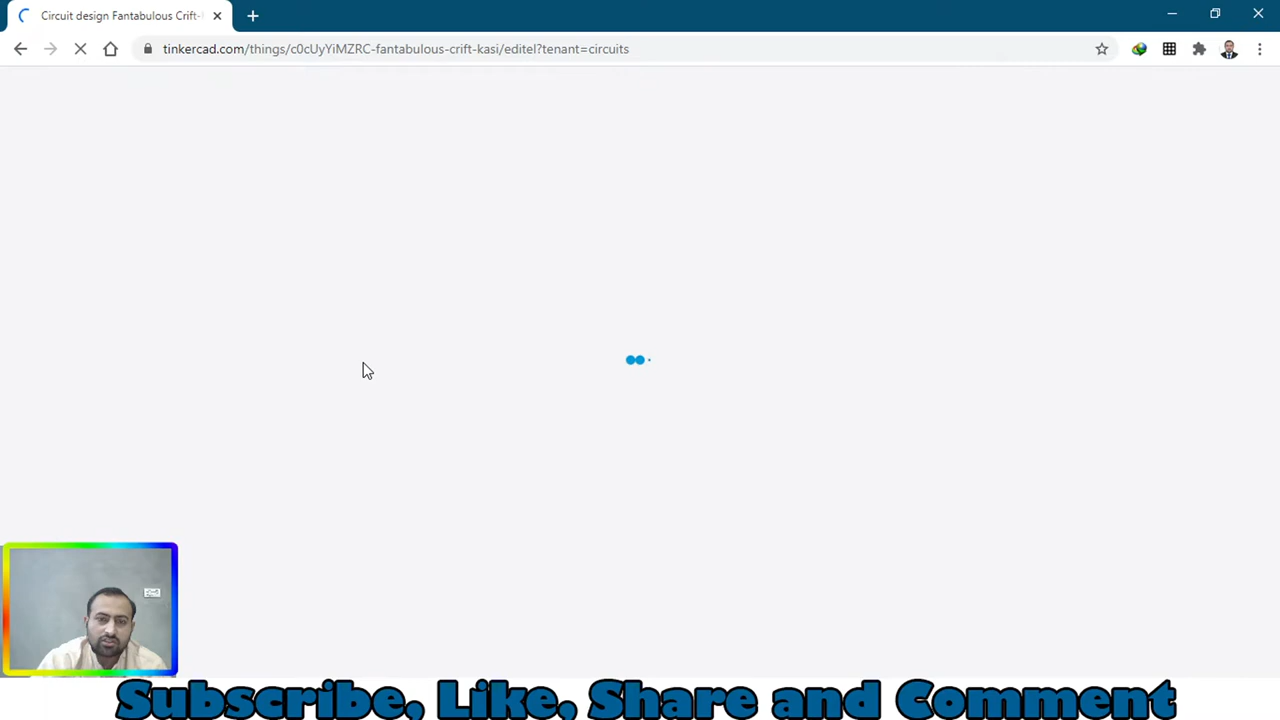 Circuit design Fantabulous Crift-
tinkercad.com/things/c0cUyYiMZRC-fantabulous-crift-kasi/editel?tenant=circuits
Subscribe, Like, Share and Comment